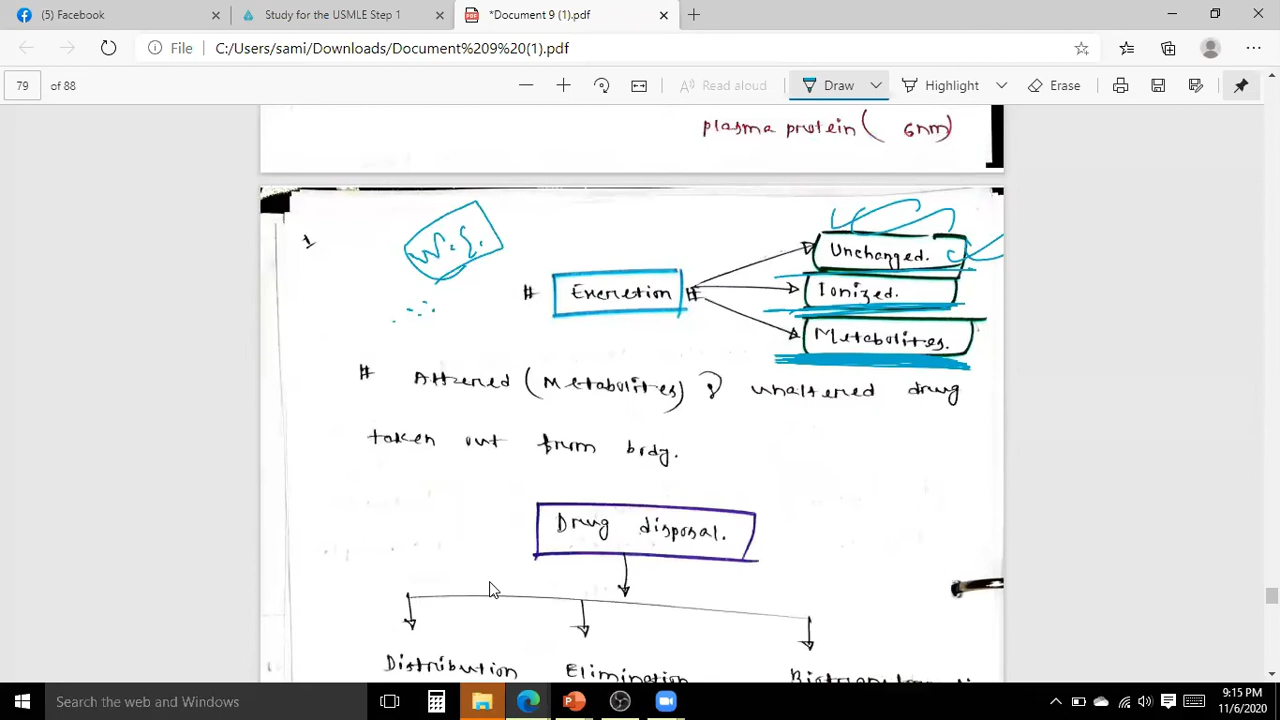 (5) Facebook
Study for the USMLE Step 1
*Document 9 (1).pdf
File C:/Users/sami/Downloads/Document%209%20(1).pdf
79 of 88
Read aloud
Draw
Highlight
Erase
plasma protein ( 6nm)
1
# Excretion #
Unchanged.
Ionized.
Metabolites.
# Altered (Metabolites) & unaltered drug
taken out from body.
Drug disposal.
Distribution Elimination
Search the web and Windows
9:15 PM
11/6/2020